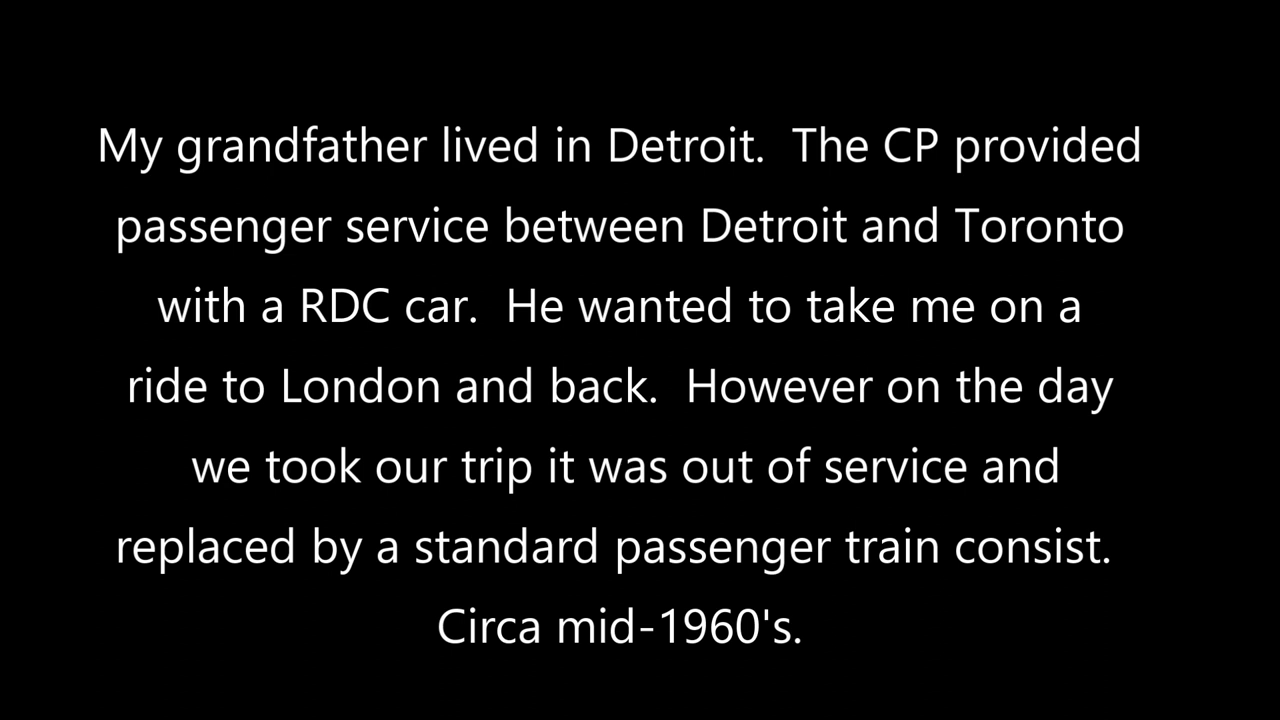 My grandfather lived in Detroit.  The CP provided
passenger service between Detroit and Toronto
with a RDC car.  He wanted to take me on a
ride to London and back.  However on the day
we took our trip it was out of service and
replaced by a standard passenger train consist.
Circa mid-1960's.